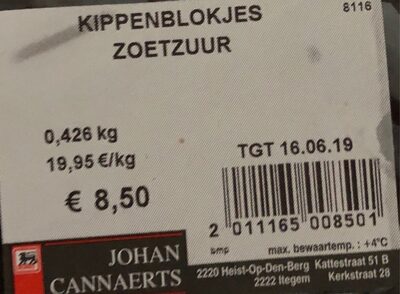 KIPPENBLOKJES
8116
ZOETZUUR
0,426 kg
19,95 €/kg
TGT 16.06.19
€ 8,50
2 011165 008501
bmp max. bewaartemp. : +4°C
JOHAN
CANNAERTS
2220 Heist-Op-Den-Berg Kattestraat 51 B
2222 Itegem Kerkstraat 28